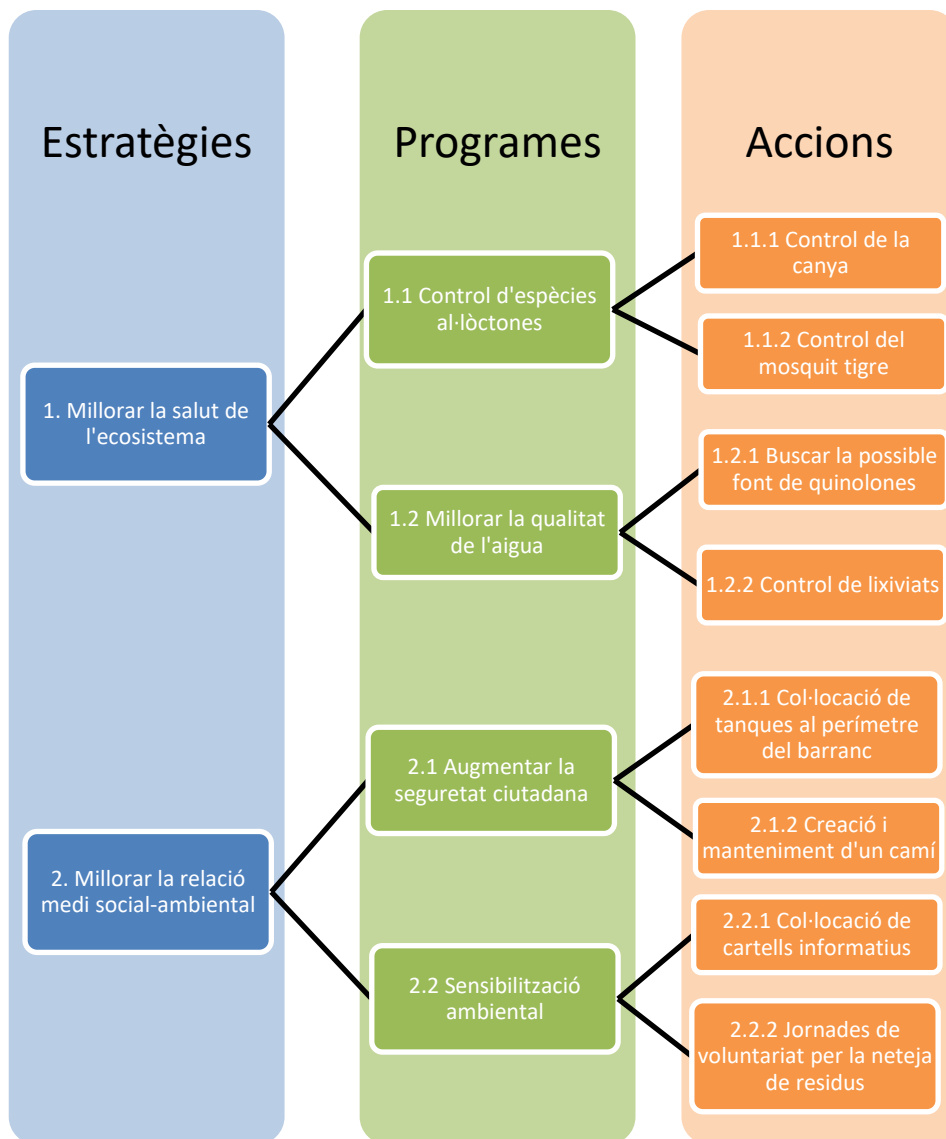 Estratègies
Programes
Accions
1. Millorar la salut de
l'ecosistema
1.1 Control d'espècies
al·lòctones
1.1.1 Control de la
canya
1.1.2 Control del
mosquit tigre
1.2 Millorar la qualitat
de l'aigua
1.2.1 Buscar la possible
font de quinolones
1.2.2 Control de lixiviats
2. Millorar la relació
medi social-ambiental
2.1 Augmentar la
seguretat ciutadana
2.1.1 Col·locació de
tanques al perímetre
del barranc
2.1.2 Creació i
manteniment d'un camí
2.2 Sensibilització
ambiental
2.2.1 Col·locació de
cartells informatius
2.2.2 Jornades de
voluntariat per la neteja
de residus